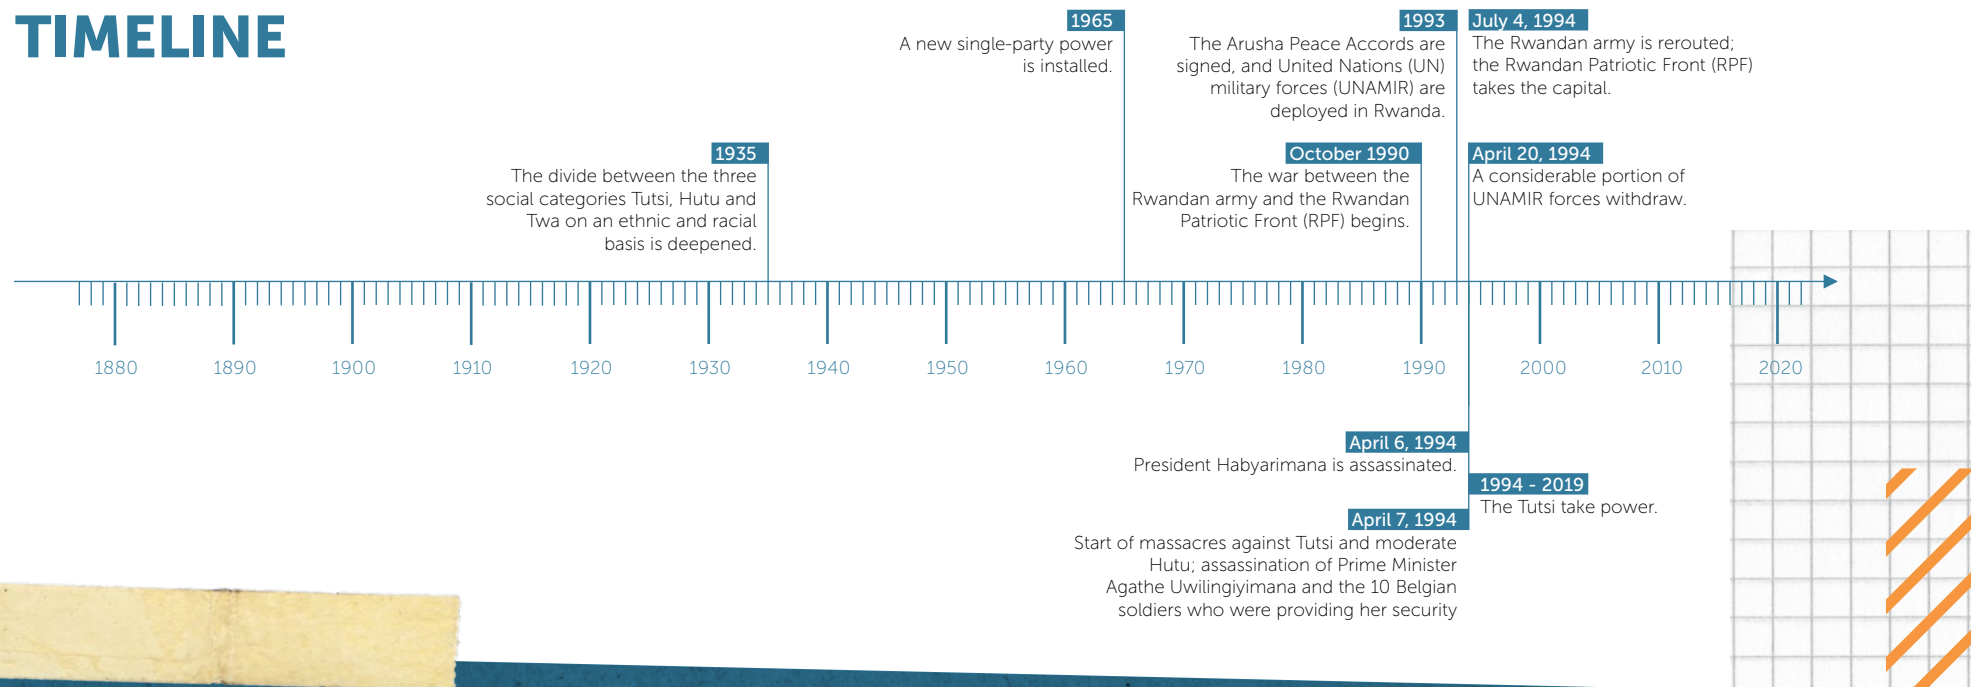 TIMELINE
1965
A new single-party power
is installed.
1993
The Arusha Peace Accords are
signed, and United Nations (UN)
military forces (UNAMIR) are
deployed in Rwanda.
July 4, 1994
The Rwandan army is rerouted;
the Rwandan Patriotic Front (RPF)
takes the capital.
1935
The divide between the three
social categories Tutsi, Hutu and
Twa on an ethnic and racial
basis is deepened.
October 1990
The war between the
Rwandan army and the Rwandan
Patriotic Front (RPF) begins.
April 20, 1994
A considerable portion of
UNAMIR forces withdraw.
1880 1890 1900 1910 1920 1930 1940 1950 1960 1970 1980 1990 2000 2010 2020
April 6, 1994
President Habyarimana is assassinated.
1994 - 2019
The Tutsi take power.
April 7, 1994
Start of massacres against Tutsi and moderate
Hutu; assassination of Prime Minister
Agathe Uwilingiyimana and the 10 Belgian
soldiers who were providing her security